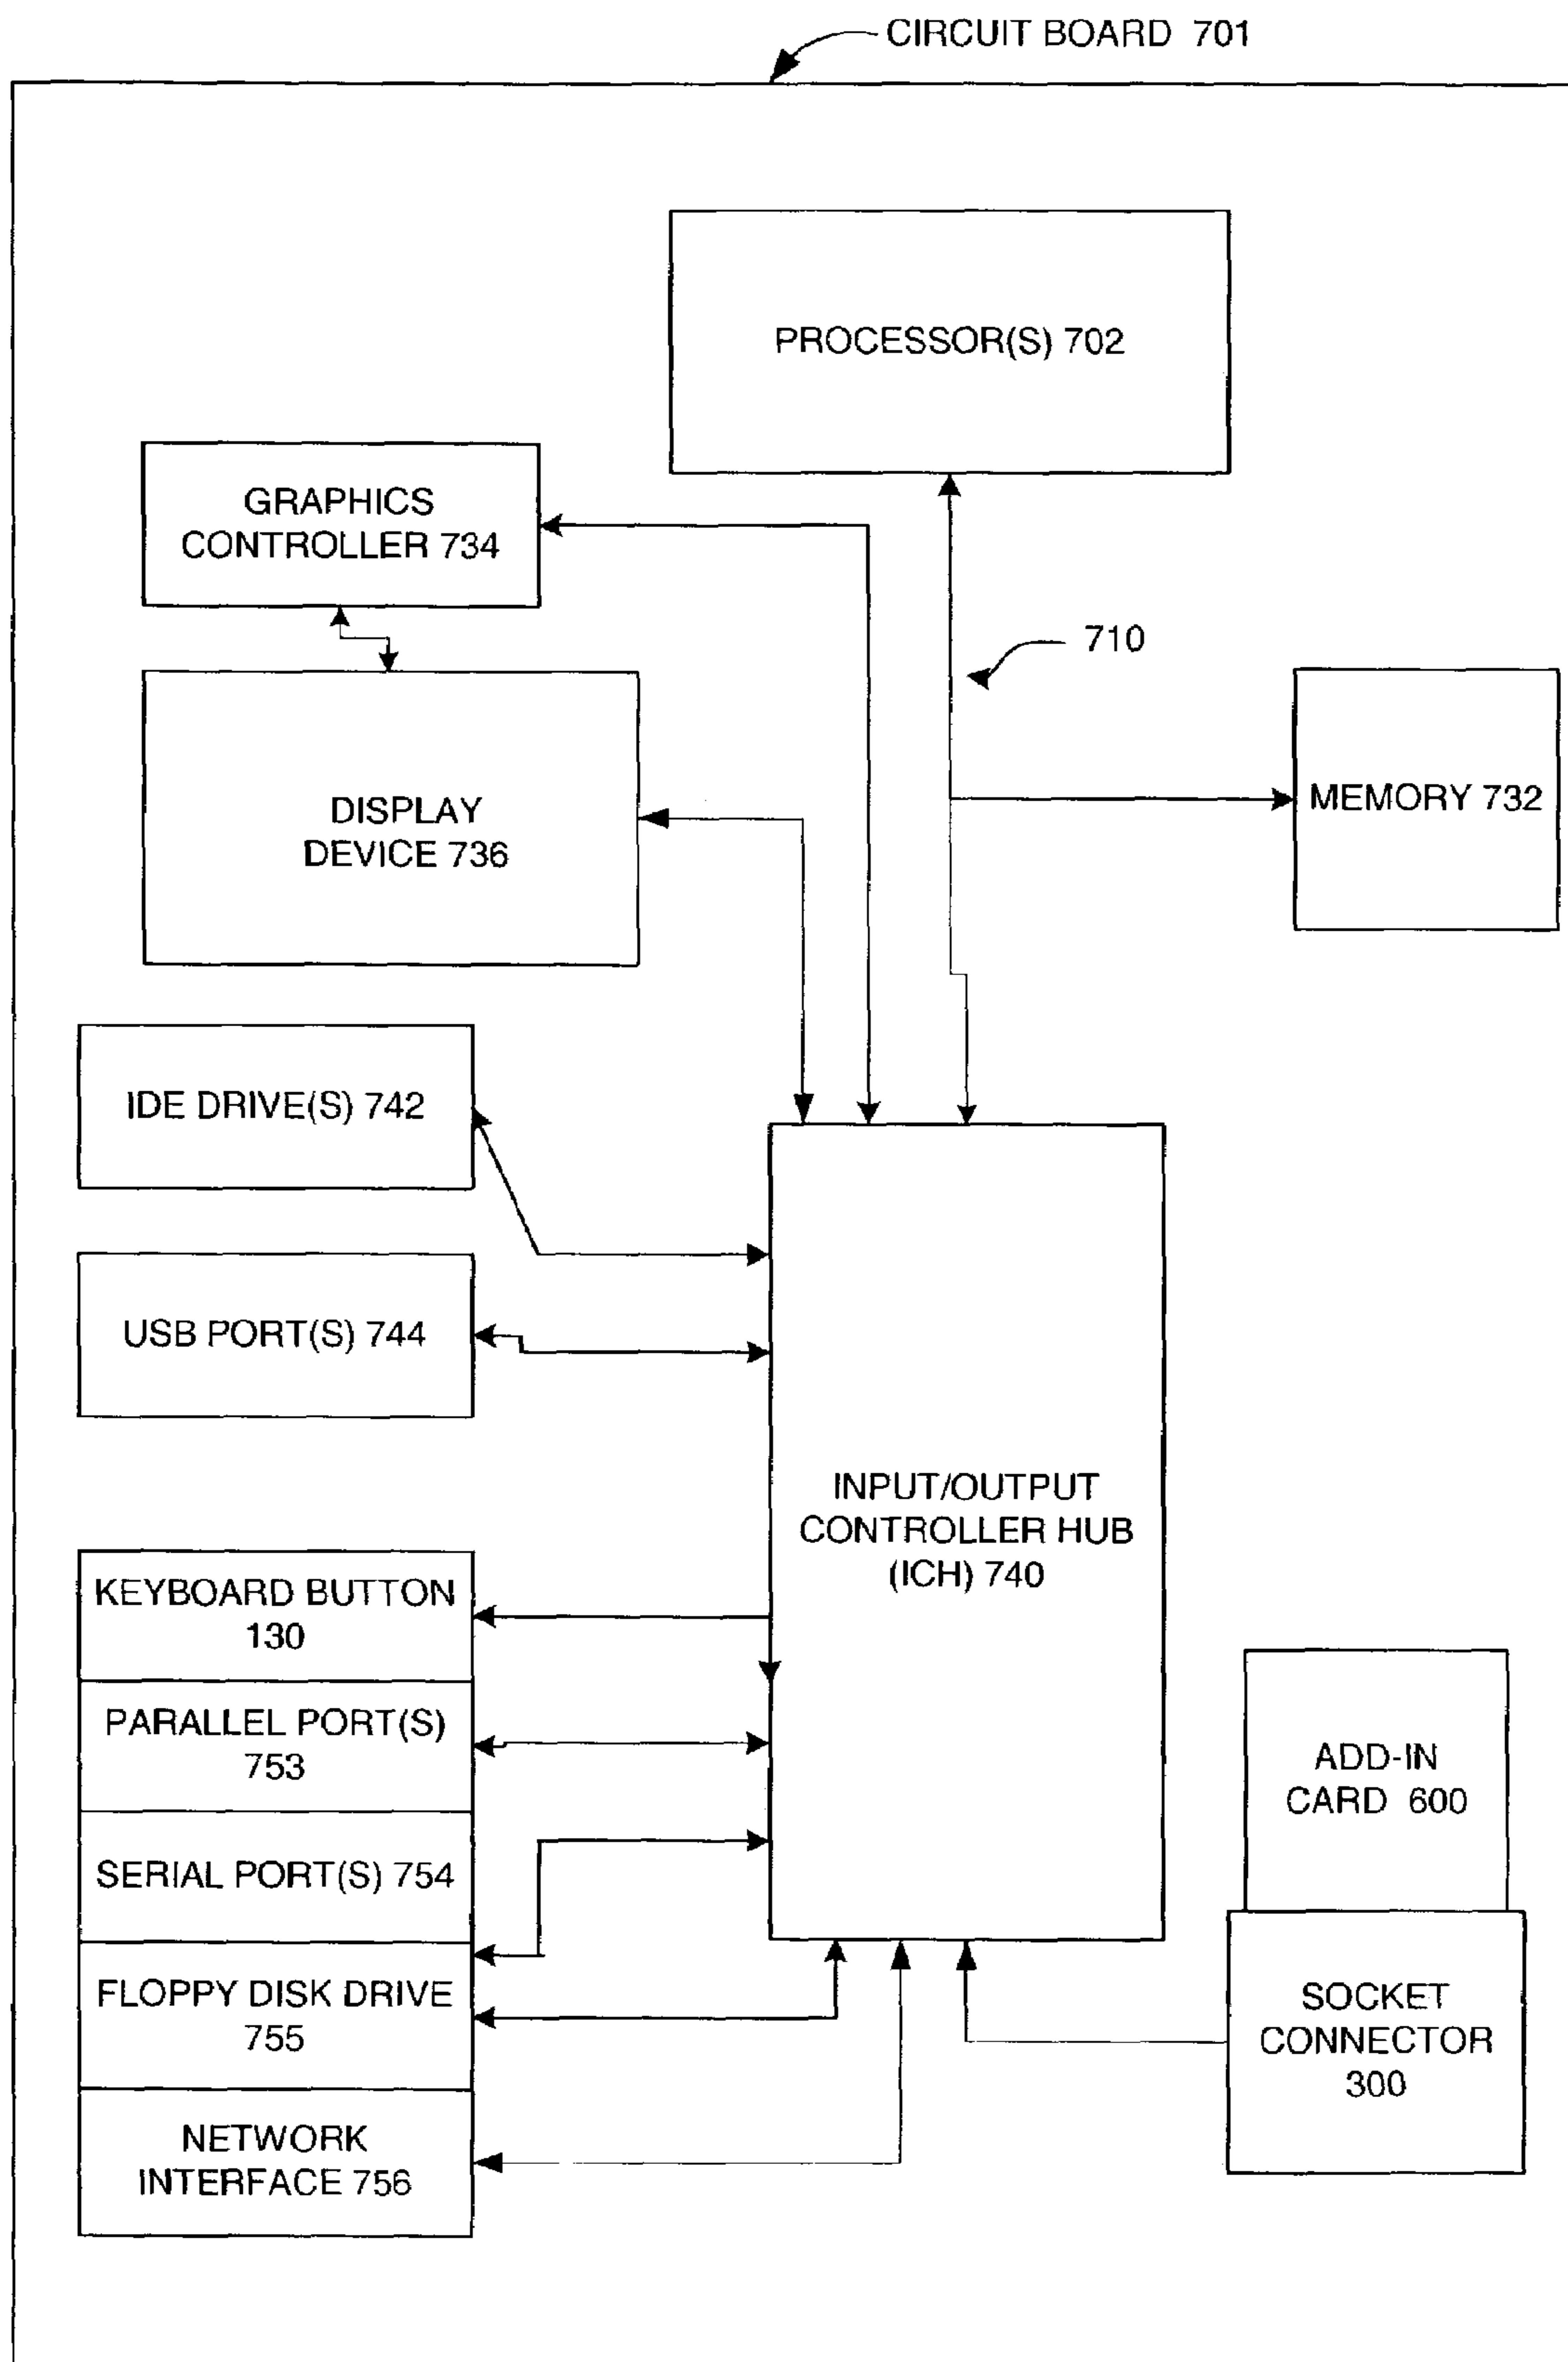 CIRCUIT BOARD 701
PROCESSOR(S) 702
GRAPHICS
CONTROLLER 734
710
DISPLAY
DEVICE 736
MEMORY 732
IDE DRIVE(S) 742
USB PORT(S) 744
INPUT/OUTPUT
CONTROLLER HUB
(ICH) 740
KEYBOARD BUTTON
130
PARALLEL PORT(S)
753
SERIAL PORT(S) 754
FLOPPY DISK DRIVE
755
NETWORK
INTERFACE 756
ADD-IN
CARD 600
SOCKET
CONNECTOR
300